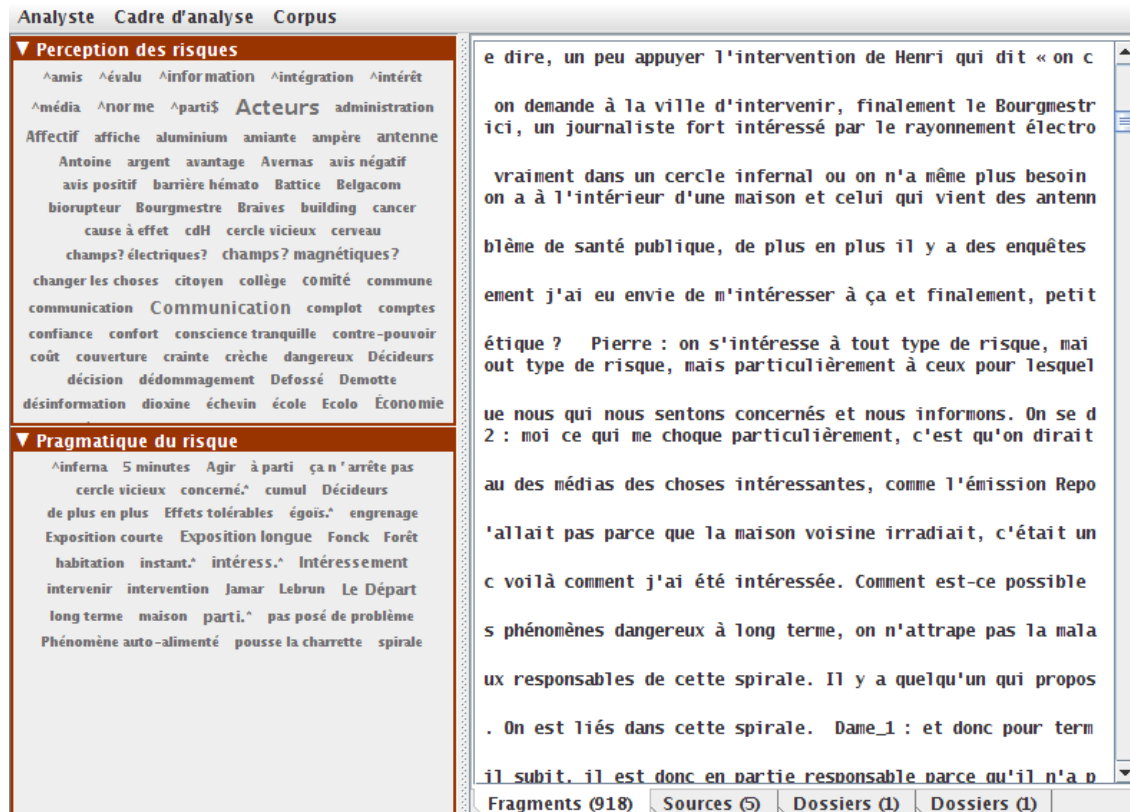 Analyste Cadre d'analyse Corpus
▼ Perception des risques
^amis ^évalu ^information ^intégration ^intérêt
^média ^norme ^parti$ Acteurs administration
Affectif affiche aluminium amiante ampère antenne
Antoine argent avantage Avernas avis négatif
avis positif barrière hémato Battice Belgacom
biorupteur Bourgmestre Braives building cancer
cause à effet cdH cercle vicieux cerveau
champs? électriques? champs? magnétiques?
changer les choses citoyen collège comité commune
communication Communication complot comptes
confiance confort conscience tranquille contre-pouvoir
coût couverture crainte crèche dangereux Décideurs
décision dédommagement Defossé Demotte
désinformation dioxine échevin école Ecolo Économie
▼ Pragmatique du risque
^inferna 5 minutes Agir à parti ça n'arrête pas
cercle vicieux concerné.* cumul Décideurs
de plus en plus Effets tolérables égoïs.* engrenage
Exposition courte Exposition longue Fonck Forêt
habitation instant.* intéress.* Intéressement
intervenir intervention Jamar Lebrun Le Départ
long terme maison parti.* pas posé de problème
Phénomène auto-alimenté pousse la charrette spirale
e dire, un peu appuyer l'intervention de Henri qui dit « on c
on demande à la ville d'intervenir, finalement le Bourgmestr
ici, un journaliste fort intéressé par le rayonnement électro
vraiment dans un cercle infernal ou on n'a même plus besoin
on a à l'intérieur d'une maison et celui qui vient des antenn
blème de santé publique, de plus en plus il y a des enquêtes
ement j'ai eu envie de m'intéresser à ça et finalement, petit
étique ? Pierre : on s'intéresse à tout type de risque, mai
out type de risque, mais particulièrement à ceux pour lesquel
ue nous qui nous sentons concernés et nous informons. On se d
2 : moi ce qui me choque particulièrement, c'est qu'on dirait
au des médias des choses intéressantes, comme l'émission Repo
'allait pas parce que la maison voisine irradiait, c'était un
c voilà comment j'ai été intéressée. Comment est-ce possible
s phénomènes dangereux à long terme, on n'attrape pas la mala
ux responsables de cette spirale. Il y a quelqu'un qui propos
. On est liés dans cette spirale. Dame_1 : et donc pour term
il subit, il est donc en partie responsable parce qu'il n'a p
Fragments (918) Sources (5) Dossiers (1) Dossiers (1)